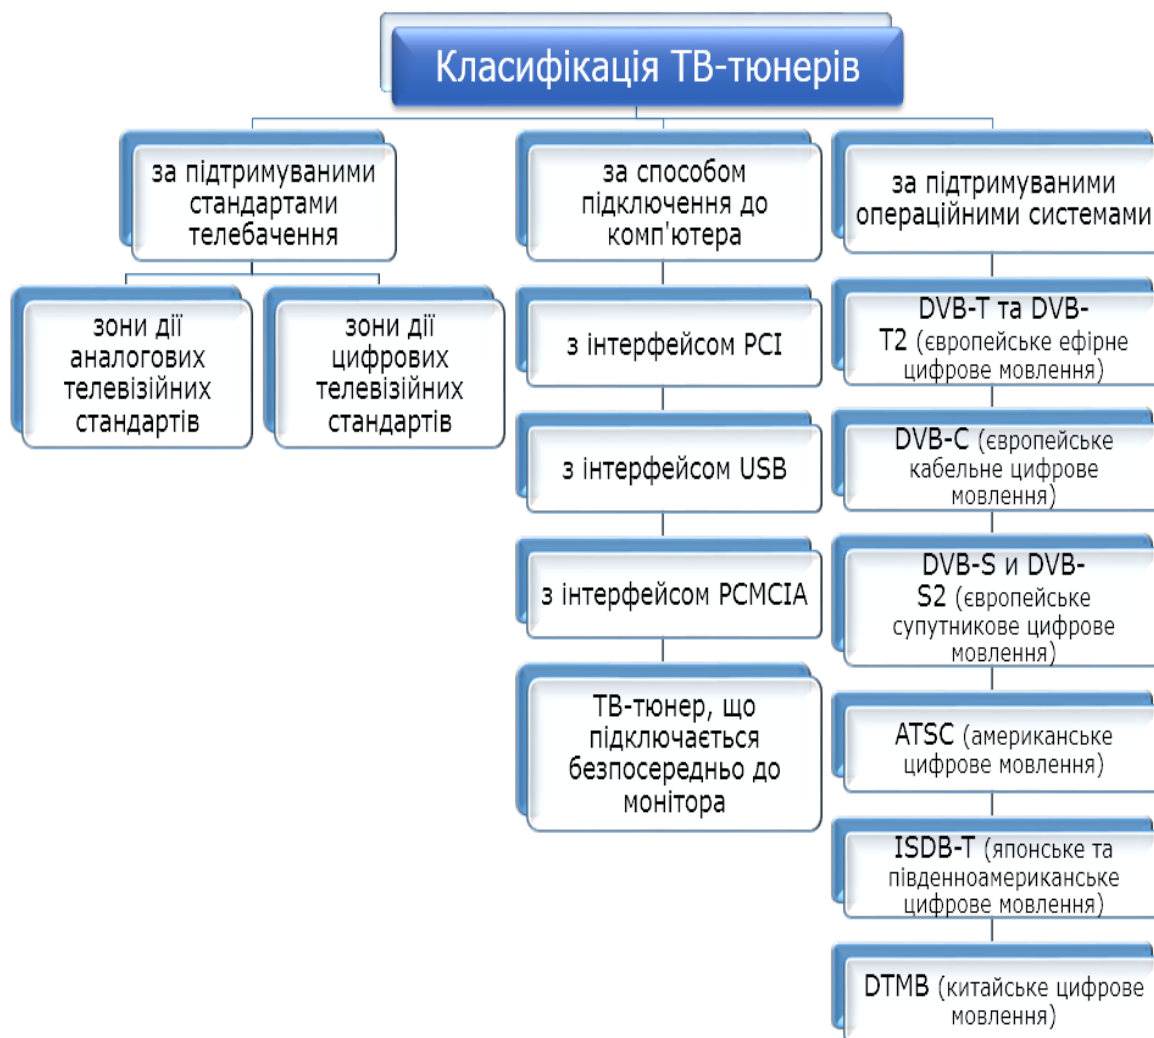 Класифікація ТВ-тюнерів
за підтримуваними
стандартами
телебачення
зони дії
аналогових
телевізійних
стандартів
зони дії
цифрових
телевізійних
стандартів
за способом
підключення до
комп'ютера
з інтерфейсом PCI
з інтерфейсом USB
з інтерфейсом PCMCIA
ТВ-тюнер, що
підключається
безпосередньо до
монітора
за підтримуваними
операційними системами
DVB-T та DVB-
T2 (європейське ефірне
цифрове мовлення)
DVB-C (європейське
кабельне цифрове
мовлення)
DVB-S и DVB-
S2 (європейське
супутникове цифрове
мовлення)
ATSC (американське
цифрове мовлення)
ISDB-T (японське та
південноамериканське
цифрове мовлення)
DTMB (китайське цифрове
мовлення)